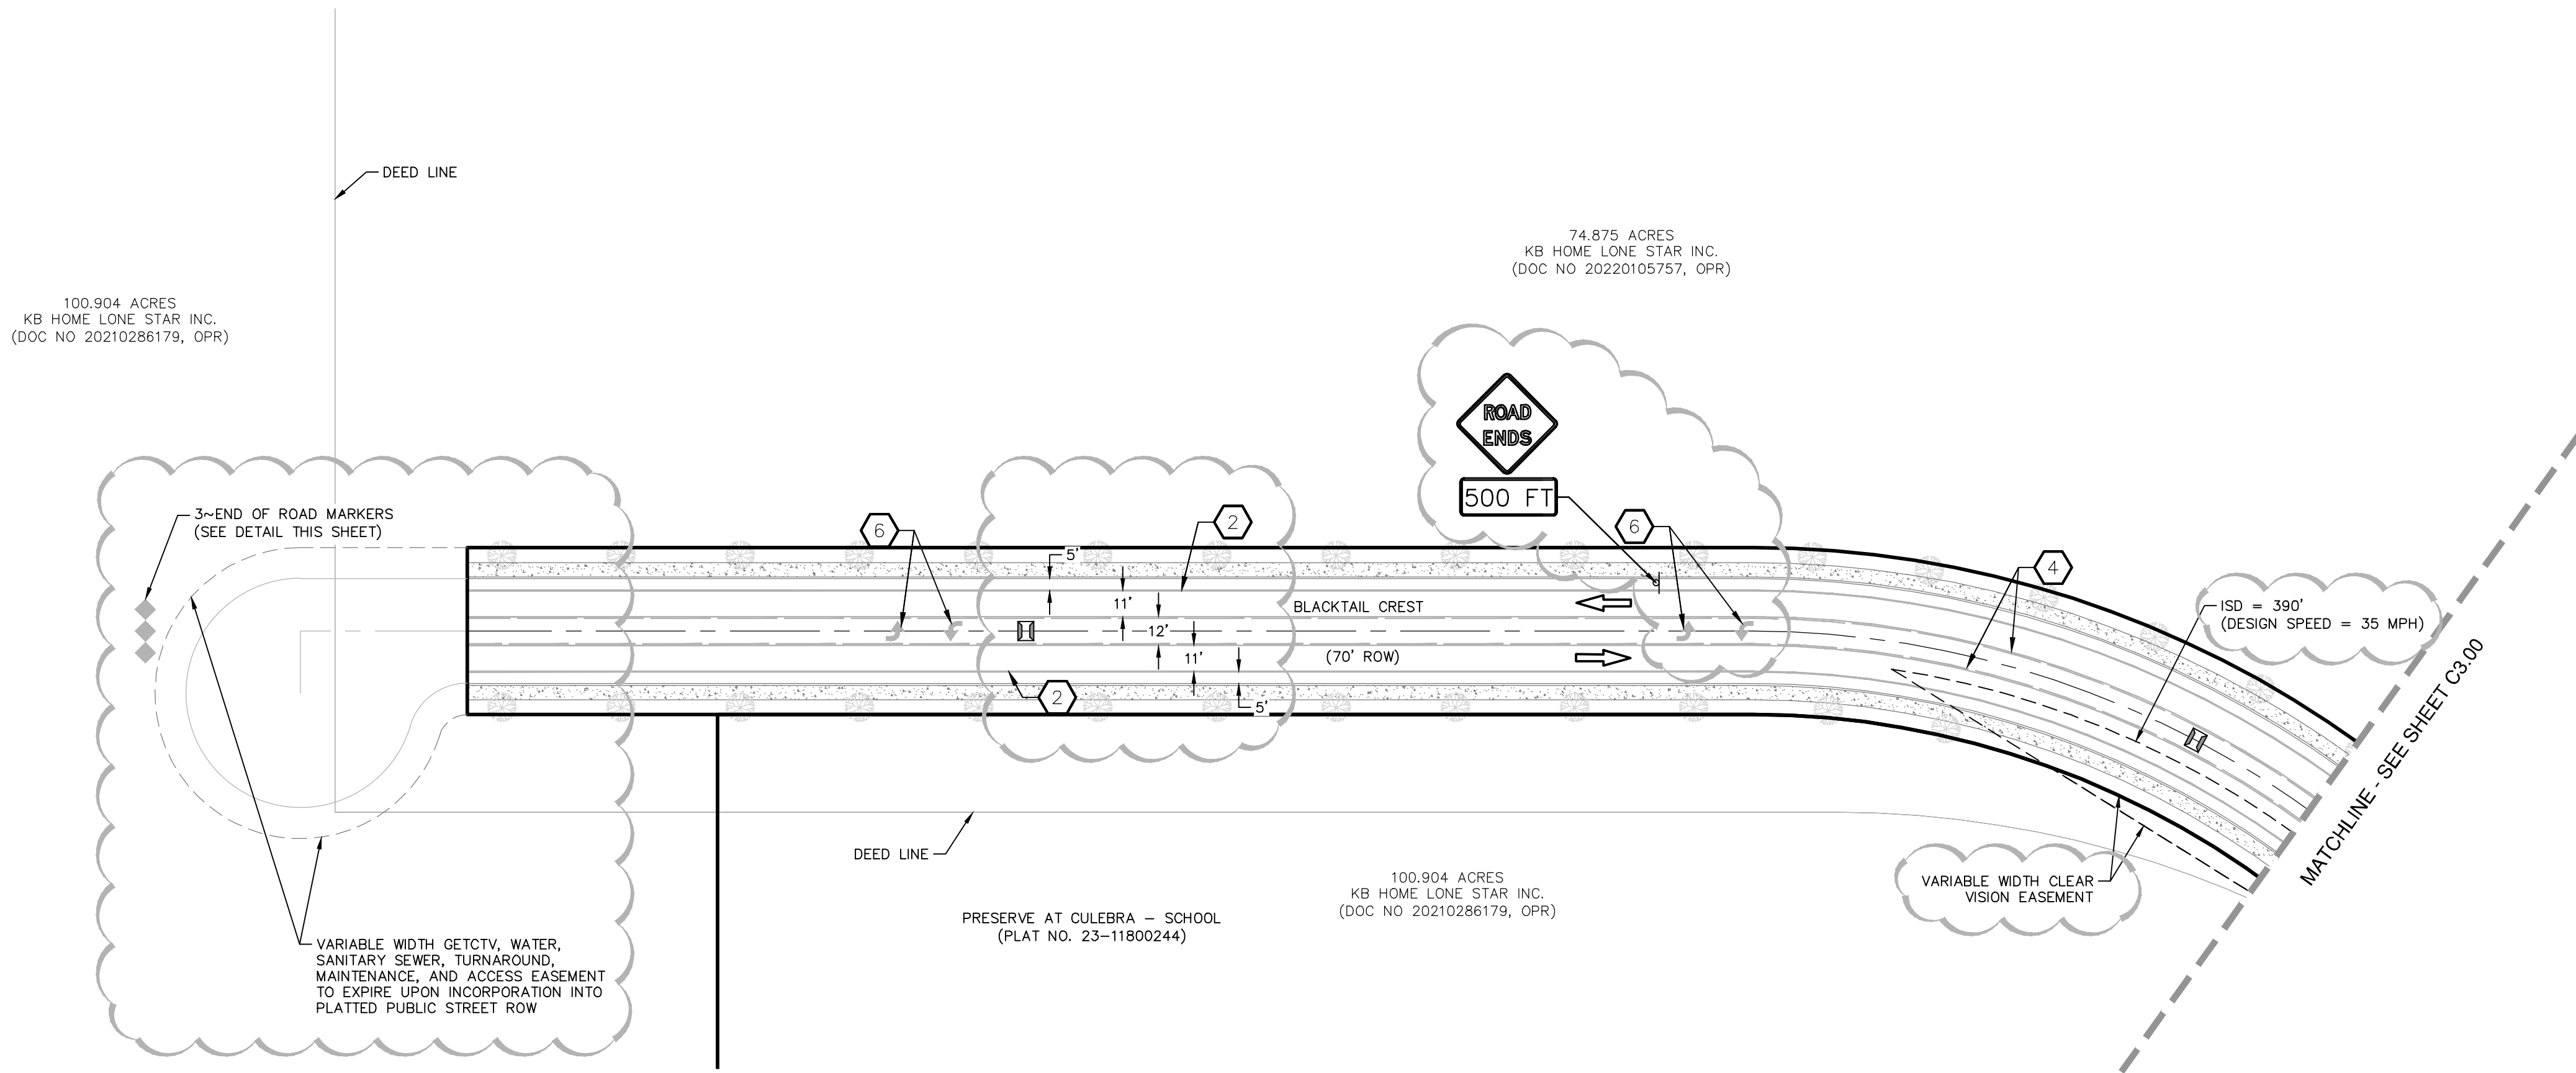 DEED LINE
74.875 ACRES
KB HOME LONE STAR INC.
(DOC NO 20220105757, OPR)
100.904 ACRES
KB HOME LONE STAR INC.
(DOC NO 20210286179, OPR)
ROAD
ENDS
500 FT
3~END OF ROAD MARKERS
(SEE DETAIL THIS SHEET)
6
2
6
4
5'
11'
12'
11'
5'
2
BLACKTAIL CREST
(70' ROW)
ISD = 390'
(DESIGN SPEED = 35 MPH)
MATCHLINE - SEE SHEET C3.00
DEED LINE
VARIABLE WIDTH CLEAR
VISION EASEMENT
100.904 ACRES
KB HOME LONE STAR INC.
(DOC NO 20210286179, OPR)
PRESERVE AT CULEBRA – SCHOOL
(PLAT NO. 23-11800244)
VARIABLE WIDTH GETCTV, WATER,
SANITARY SEWER, TURNAROUND,
MAINTENANCE, AND ACCESS EASEMENT
TO EXPIRE UPON INCORPORATION INTO
PLATTED PUBLIC STREET ROW